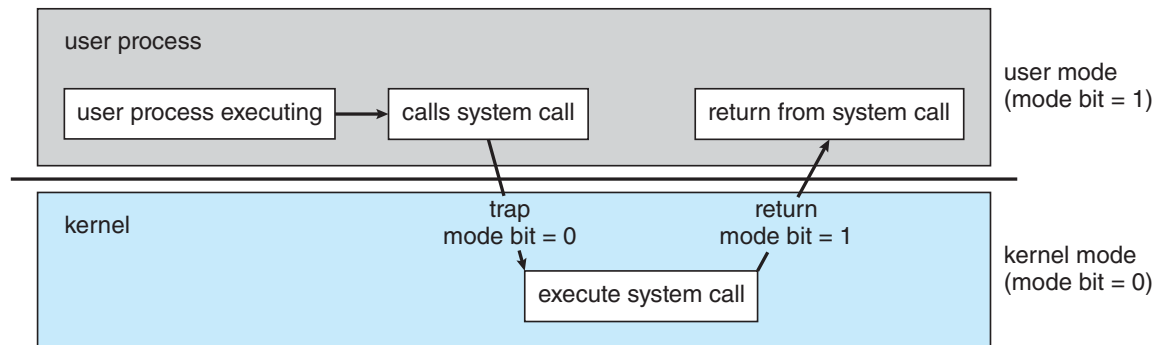 user process
user process executing
calls system call
return from system call
user mode
(mode bit = 1)
kernel
trap
mode bit = 0
return
mode bit = 1
execute system call
kernel mode
(mode bit = 0)